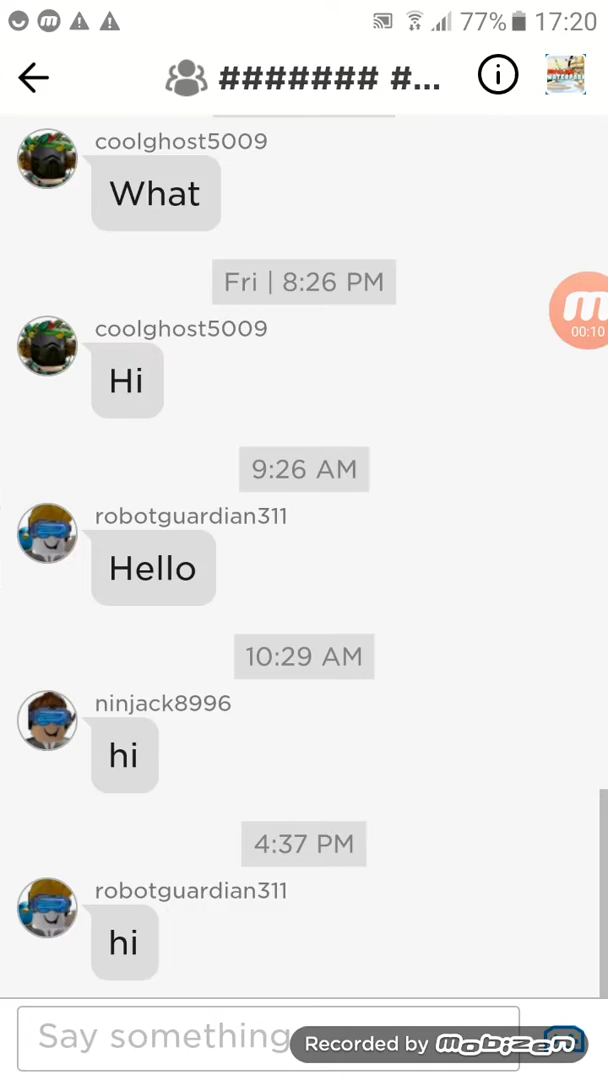 77% 17:20
####### #...
coolghost5009
What
Fri | 8:26 PM
coolghost5009
Hi
m
00:10
9:26 AM
robotguardian311
Hello
10:29 AM
ninjack8996
hi
4:37 PM
robotguardian311
hi
Say something
Recorded by mobizen